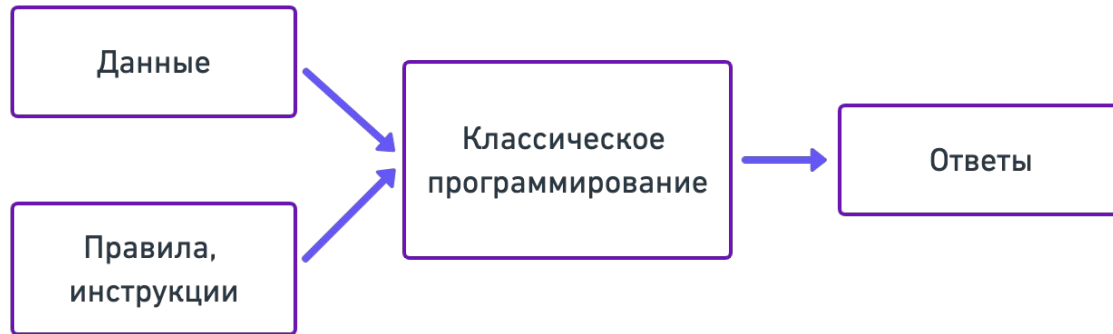 Данные
Правила,
инструкции
Классическое
программирование
Ответы